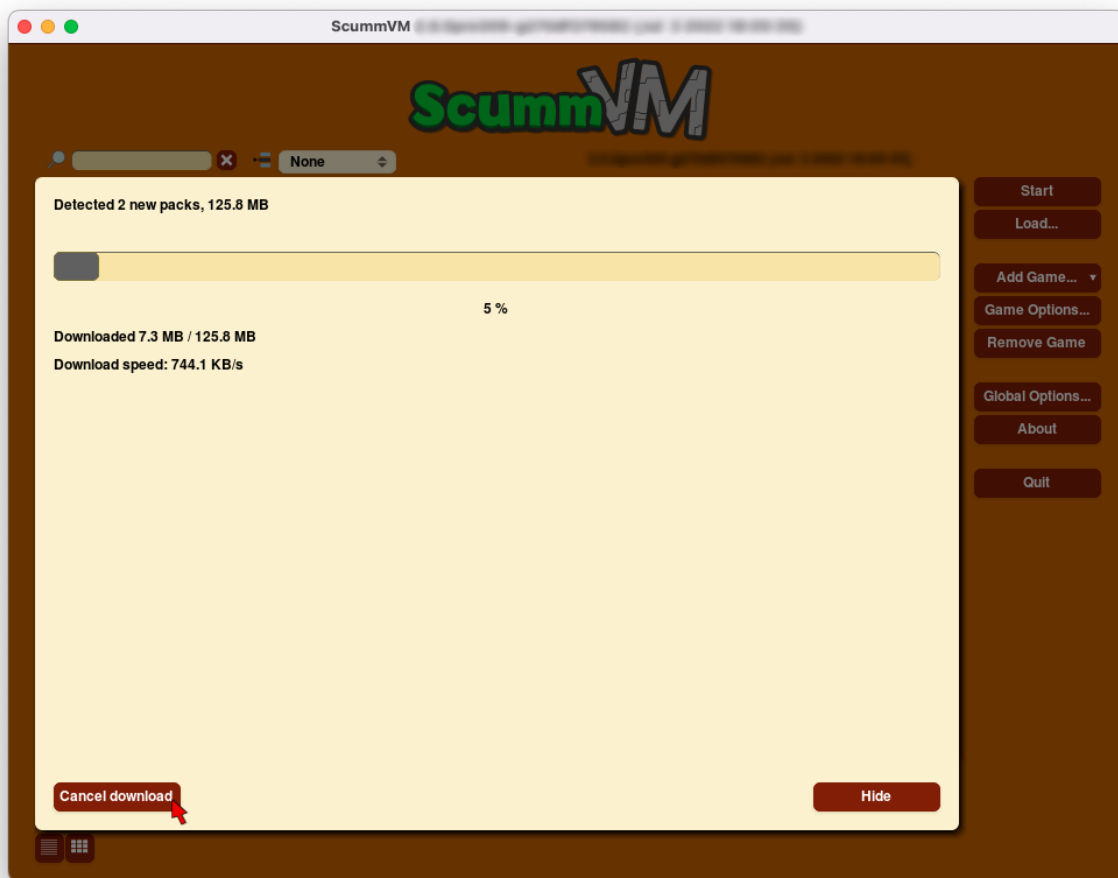 ScummVM
ScummVM
None
Detected 2 new packs, 125.8 MB
5 %
Downloaded 7.3 MB / 125.8 MB
Download speed: 744.1 KB/s
Cancel download
Hide
Start
Load...
Add Game...
Game Options...
Remove Game
Global Options...
About
Quit